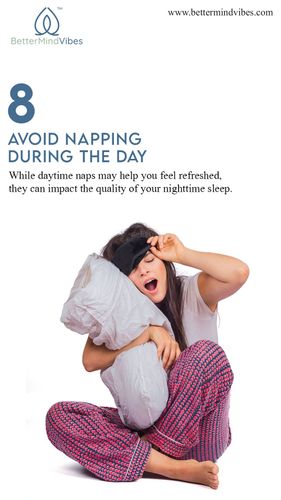 www.bettermindvibes.com
TM
BetterMindVibes
8
AVOID NAPPING
DURING THE DAY
While daytime naps may help you feel refreshed,
they can impact the quality of your nighttime sleep.